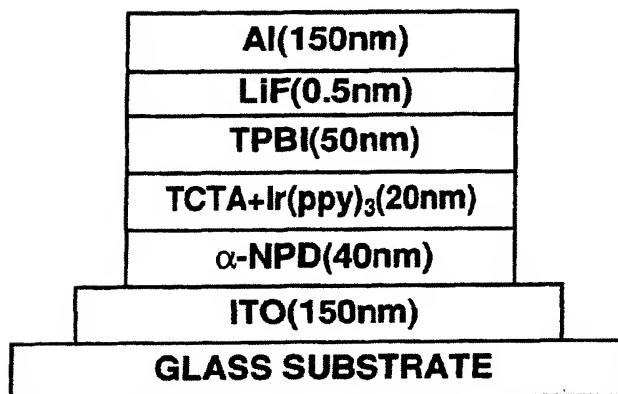 Al(150nm)
LiF(0.5nm)
TPBI(50nm)
TCTA+Ir(ppy)₃(20nm)
α-NPD(40nm)
ITO(150nm)
GLASS SUBSTRATE